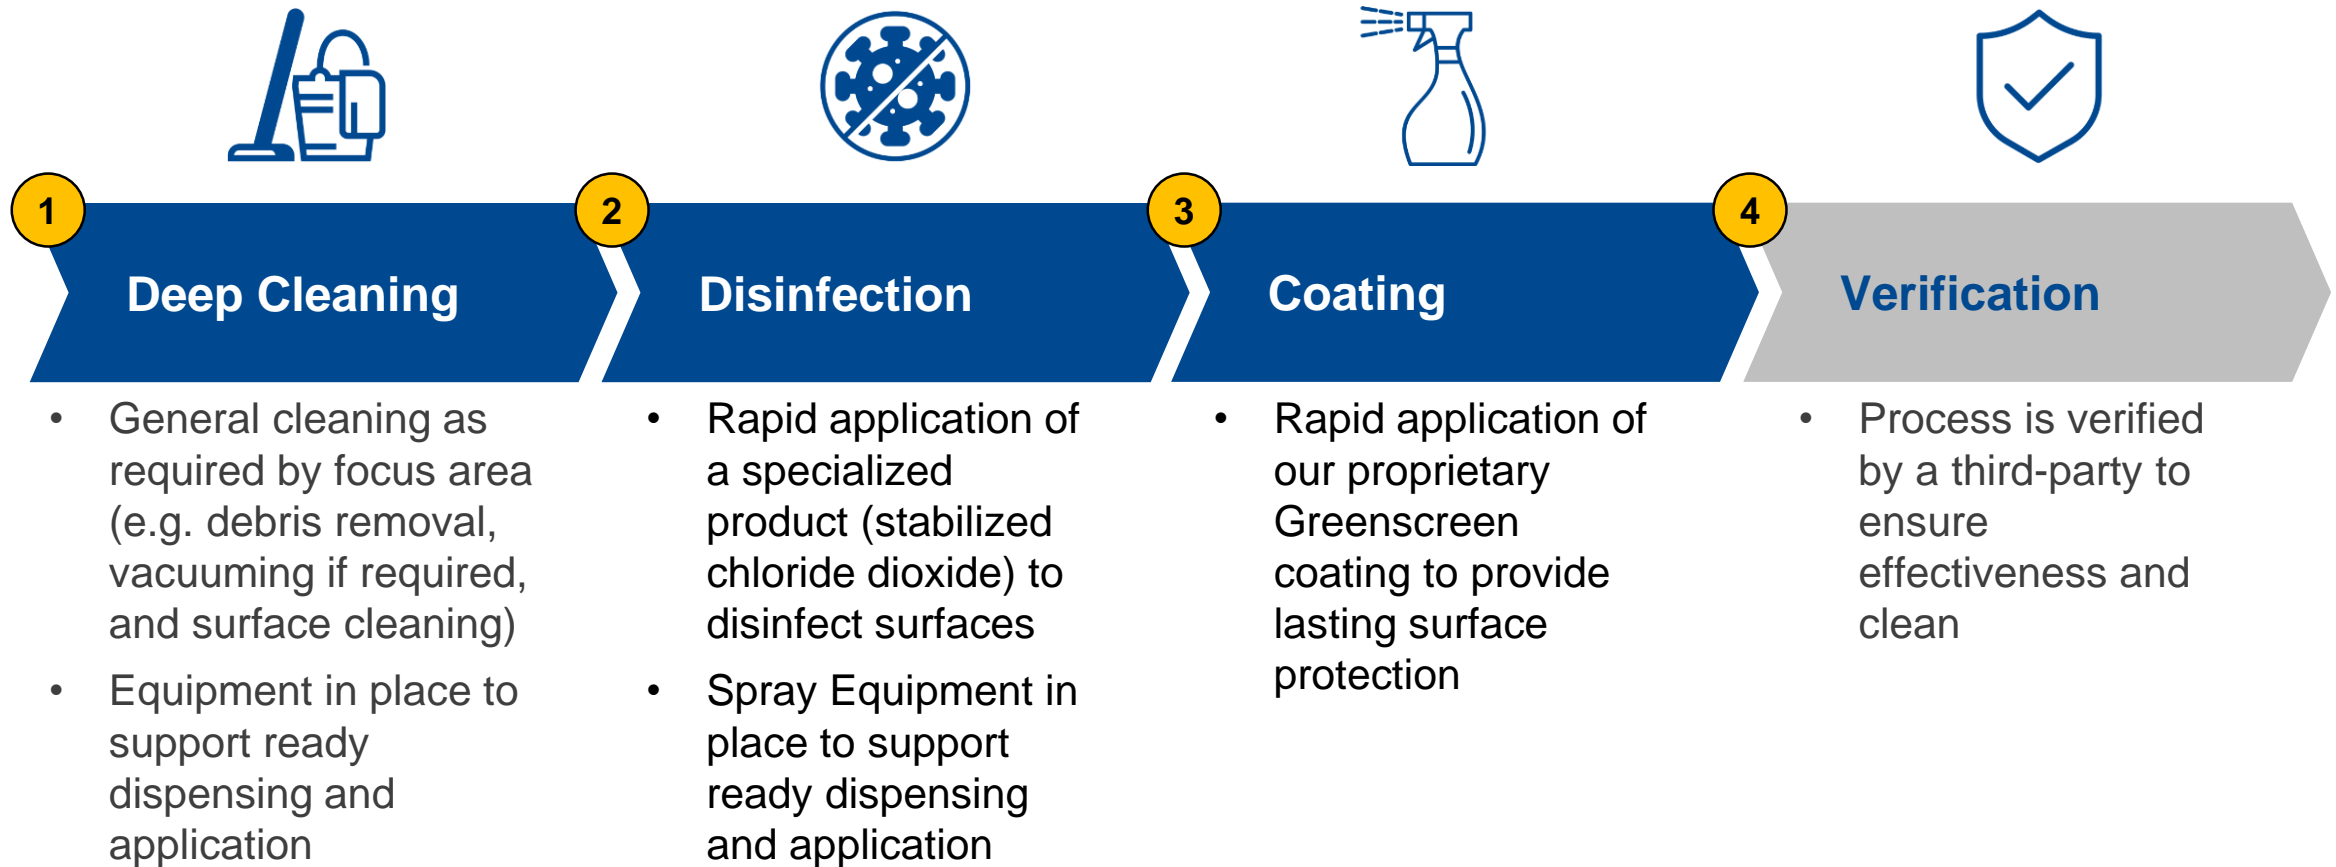 1
Deep Cleaning
• General cleaning as
required by focus area
(e.g. debris removal,
vacuuming if required,
and surface cleaning)
• Equipment in place to
support ready
dispensing and
application
2
Disinfection
• Rapid application of
a specialized
product (stabilized
chloride dioxide) to
disinfect surfaces
• Spray Equipment in
place to support
ready dispensing
and application
3
Coating
• Rapid application of
our proprietary
Greenscreen
coating to provide
lasting surface
protection
4
Verification
• Process is verified
by a third-party to
ensure
effectiveness and
clean